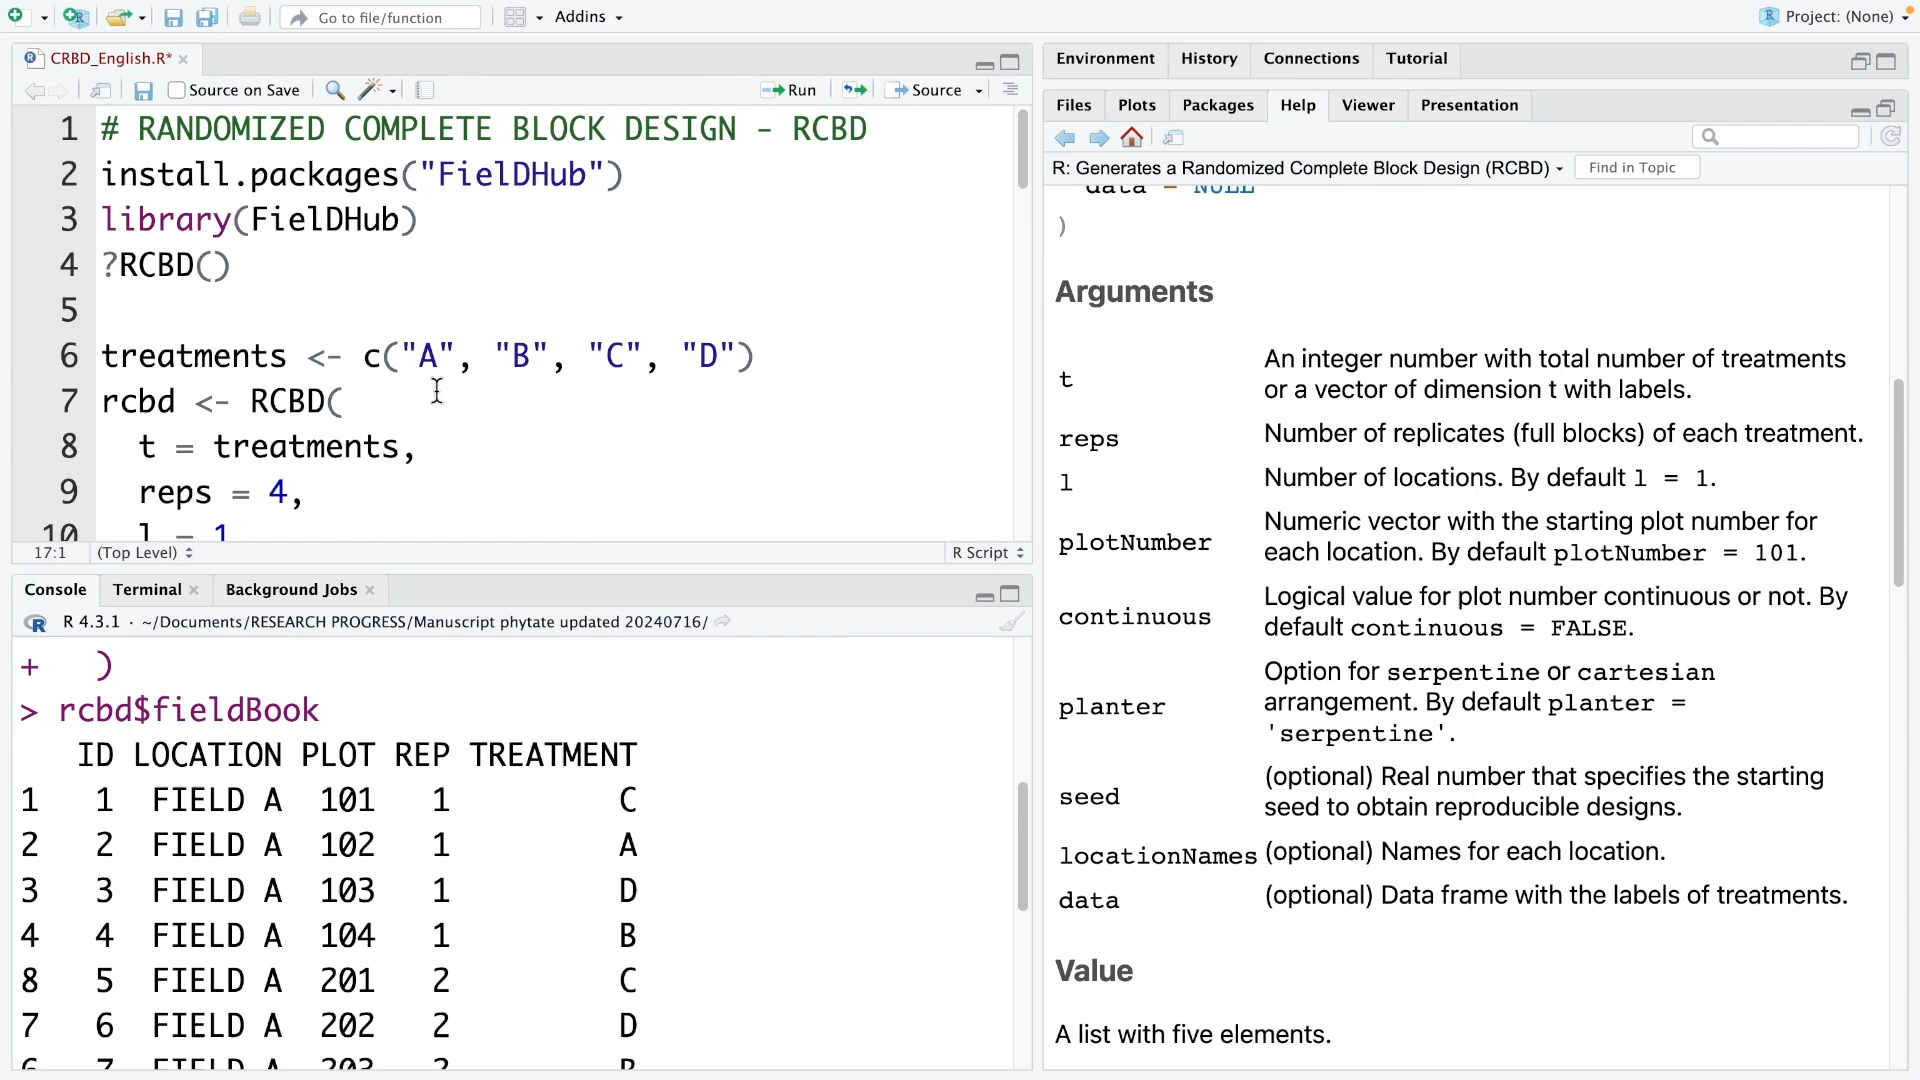 Go to file/function
Addins
Project: (None)
CRBD_English.R*
Source on Save
Run
Source
1 # RANDOMIZED COMPLETE BLOCK DESIGN - RCBD
2 install.packages("FielDHub")
3 library(FielDHub)
4 ?RCBD()
5
6 treatments <- c("A", "B", "C", "D")
7 rcbd <- RCBD(
8 t = treatments,
9 reps = 4,
10 l = 1
17:1 (Top Level) R Script
Console Terminal Background Jobs
R 4.3.1 · ~/Documents/RESEARCH PROGRESS/Manuscript phytate updated 20240716/
+ )
> rcbd$fieldBook
ID LOCATION PLOT REP TREATMENT
1 1 FIELD A 101 1 C
2 2 FIELD A 102 1 A
3 3 FIELD A 103 1 D
4 4 FIELD A 104 1 B
8 5 FIELD A 201 2 C
7 6 FIELD A 202 2 D
6 7 FIELD A 203 2 B
Environment History Connections Tutorial
Files Plots Packages Help Viewer Presentation
R: Generates a Randomized Complete Block Design (RCBD) Find in Topic
data = NULL
)
Arguments
t An integer number with total number of treatments
or a vector of dimension t with labels.
reps Number of replicates (full blocks) of each treatment.
l Number of locations. By default l = 1.
plotNumber Numeric vector with the starting plot number for
each location. By default plotNumber = 101.
continuous Logical value for plot number continuous or not. By
default continuous = FALSE.
planter Option for serpentine or cartesian
arrangement. By default planter =
'serpentine'.
seed (optional) Real number that specifies the starting
seed to obtain reproducible designs.
locationNames (optional) Names for each location.
data (optional) Data frame with the labels of treatments.
Value
A list with five elements.